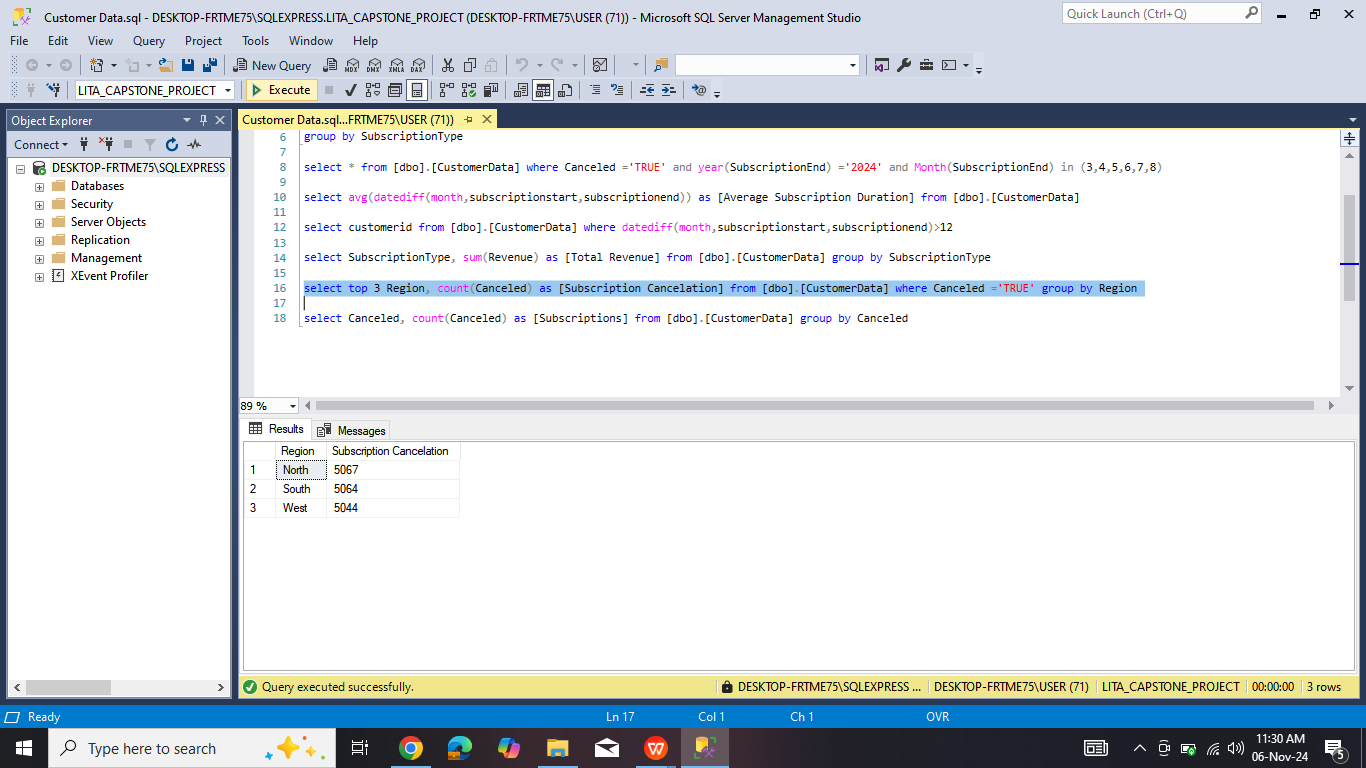 Customer Data.sql - DESKTOP-FRTME75\SQLEXPRESS.LITA_CAPSTONE_PROJECT (DESKTOP-FRTME75\USER (71)) - Microsoft SQL Server Management Studio
Quick Launch (Ctrl+Q)
File Edit View Query Project Tools Window Help
New Query MDX DMX XMLA DAX
LITA_CAPSTONE_PROJECT Execute
Object Explorer
Customer Data.sql...FRTME75\USER (71))
Connect
DESKTOP-FRTME75\SQLEXPRESS
Databases
Security
Server Objects
Replication
Management
XEvent Profiler
6 group by SubscriptionType
7
8 select * from [dbo].[CustomerData] where Canceled ='TRUE' and year(SubscriptionEnd) ='2024' and Month(SubscriptionEnd) in (3,4,5,6,7,8)
9
10 select avg(datediff(month,subscriptionstart,subscriptionend)) as [Average Subscription Duration] from [dbo].[CustomerData]
11
12 select customerid from [dbo].[CustomerData] where datediff(month,subscriptionstart,subscriptionend)>12
13
14 select SubscriptionType, sum(Revenue) as [Total Revenue] from [dbo].[CustomerData] group by SubscriptionType
15
16 select top 3 Region, count(Canceled) as [Subscription Cancelation] from [dbo].[CustomerData] where Canceled ='TRUE' group by Region
17
18 select Canceled, count(Canceled) as [Subscriptions] from [dbo].[CustomerData] group by Canceled
89 %
Results Messages
Region Subscription Cancelation
1 North 5067
2 South 5064
3 West 5044
Query executed successfully. DESKTOP-FRTME75\SQLEXPRESS ... DESKTOP-FRTME75\USER (71) LITA_CAPSTONE_PROJECT 00:00:00 3 rows
Ready Ln 17 Col 1 Ch 1 OVR
Type here to search
11:30 AM
06-Nov-24
5